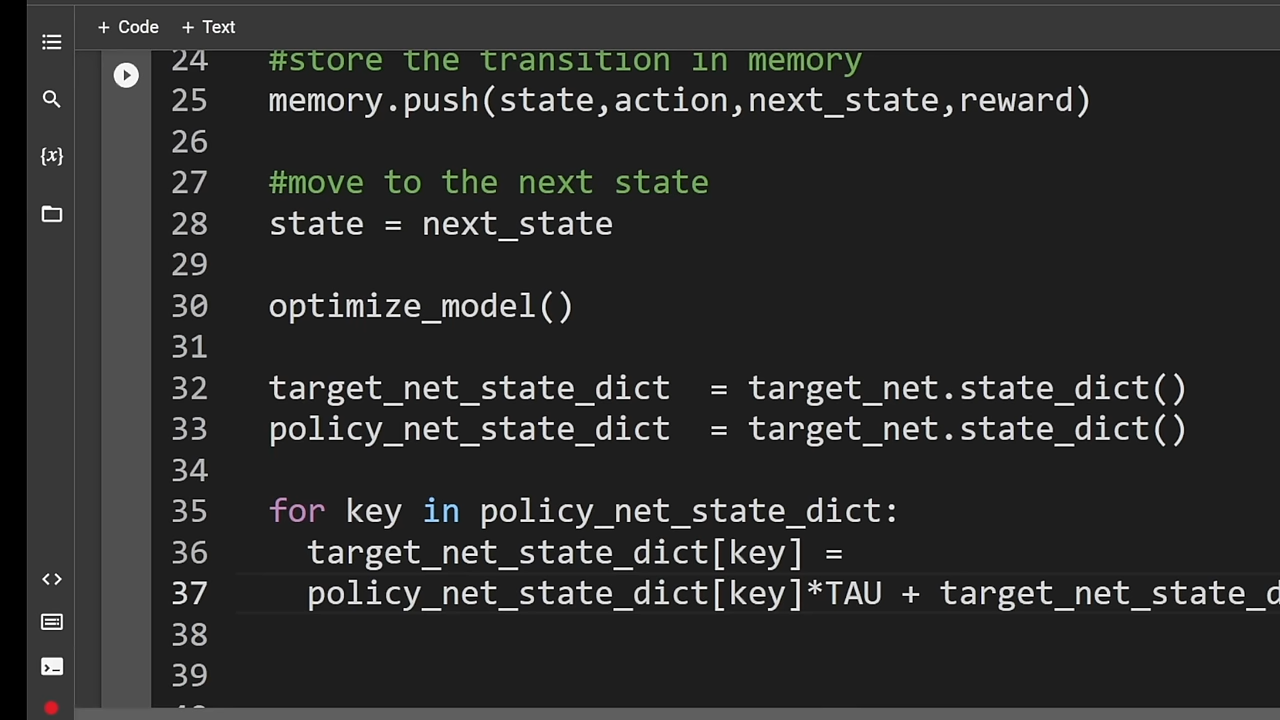 + Code + Text
24 #store the transition in memory
25 memory.push(state,action,next_state,reward)
26
27 #move to the next state
28 state = next_state
29
30 optimize_model()
31
32 target_net_state_dict  = target_net.state_dict()
33 policy_net_state_dict  = target_net.state_dict()
34
35 for key in policy_net_state_dict:
36   target_net_state_dict[key] =
37   policy_net_state_dict[key]*TAU + target_net_state_d
38
39
{x}
<>